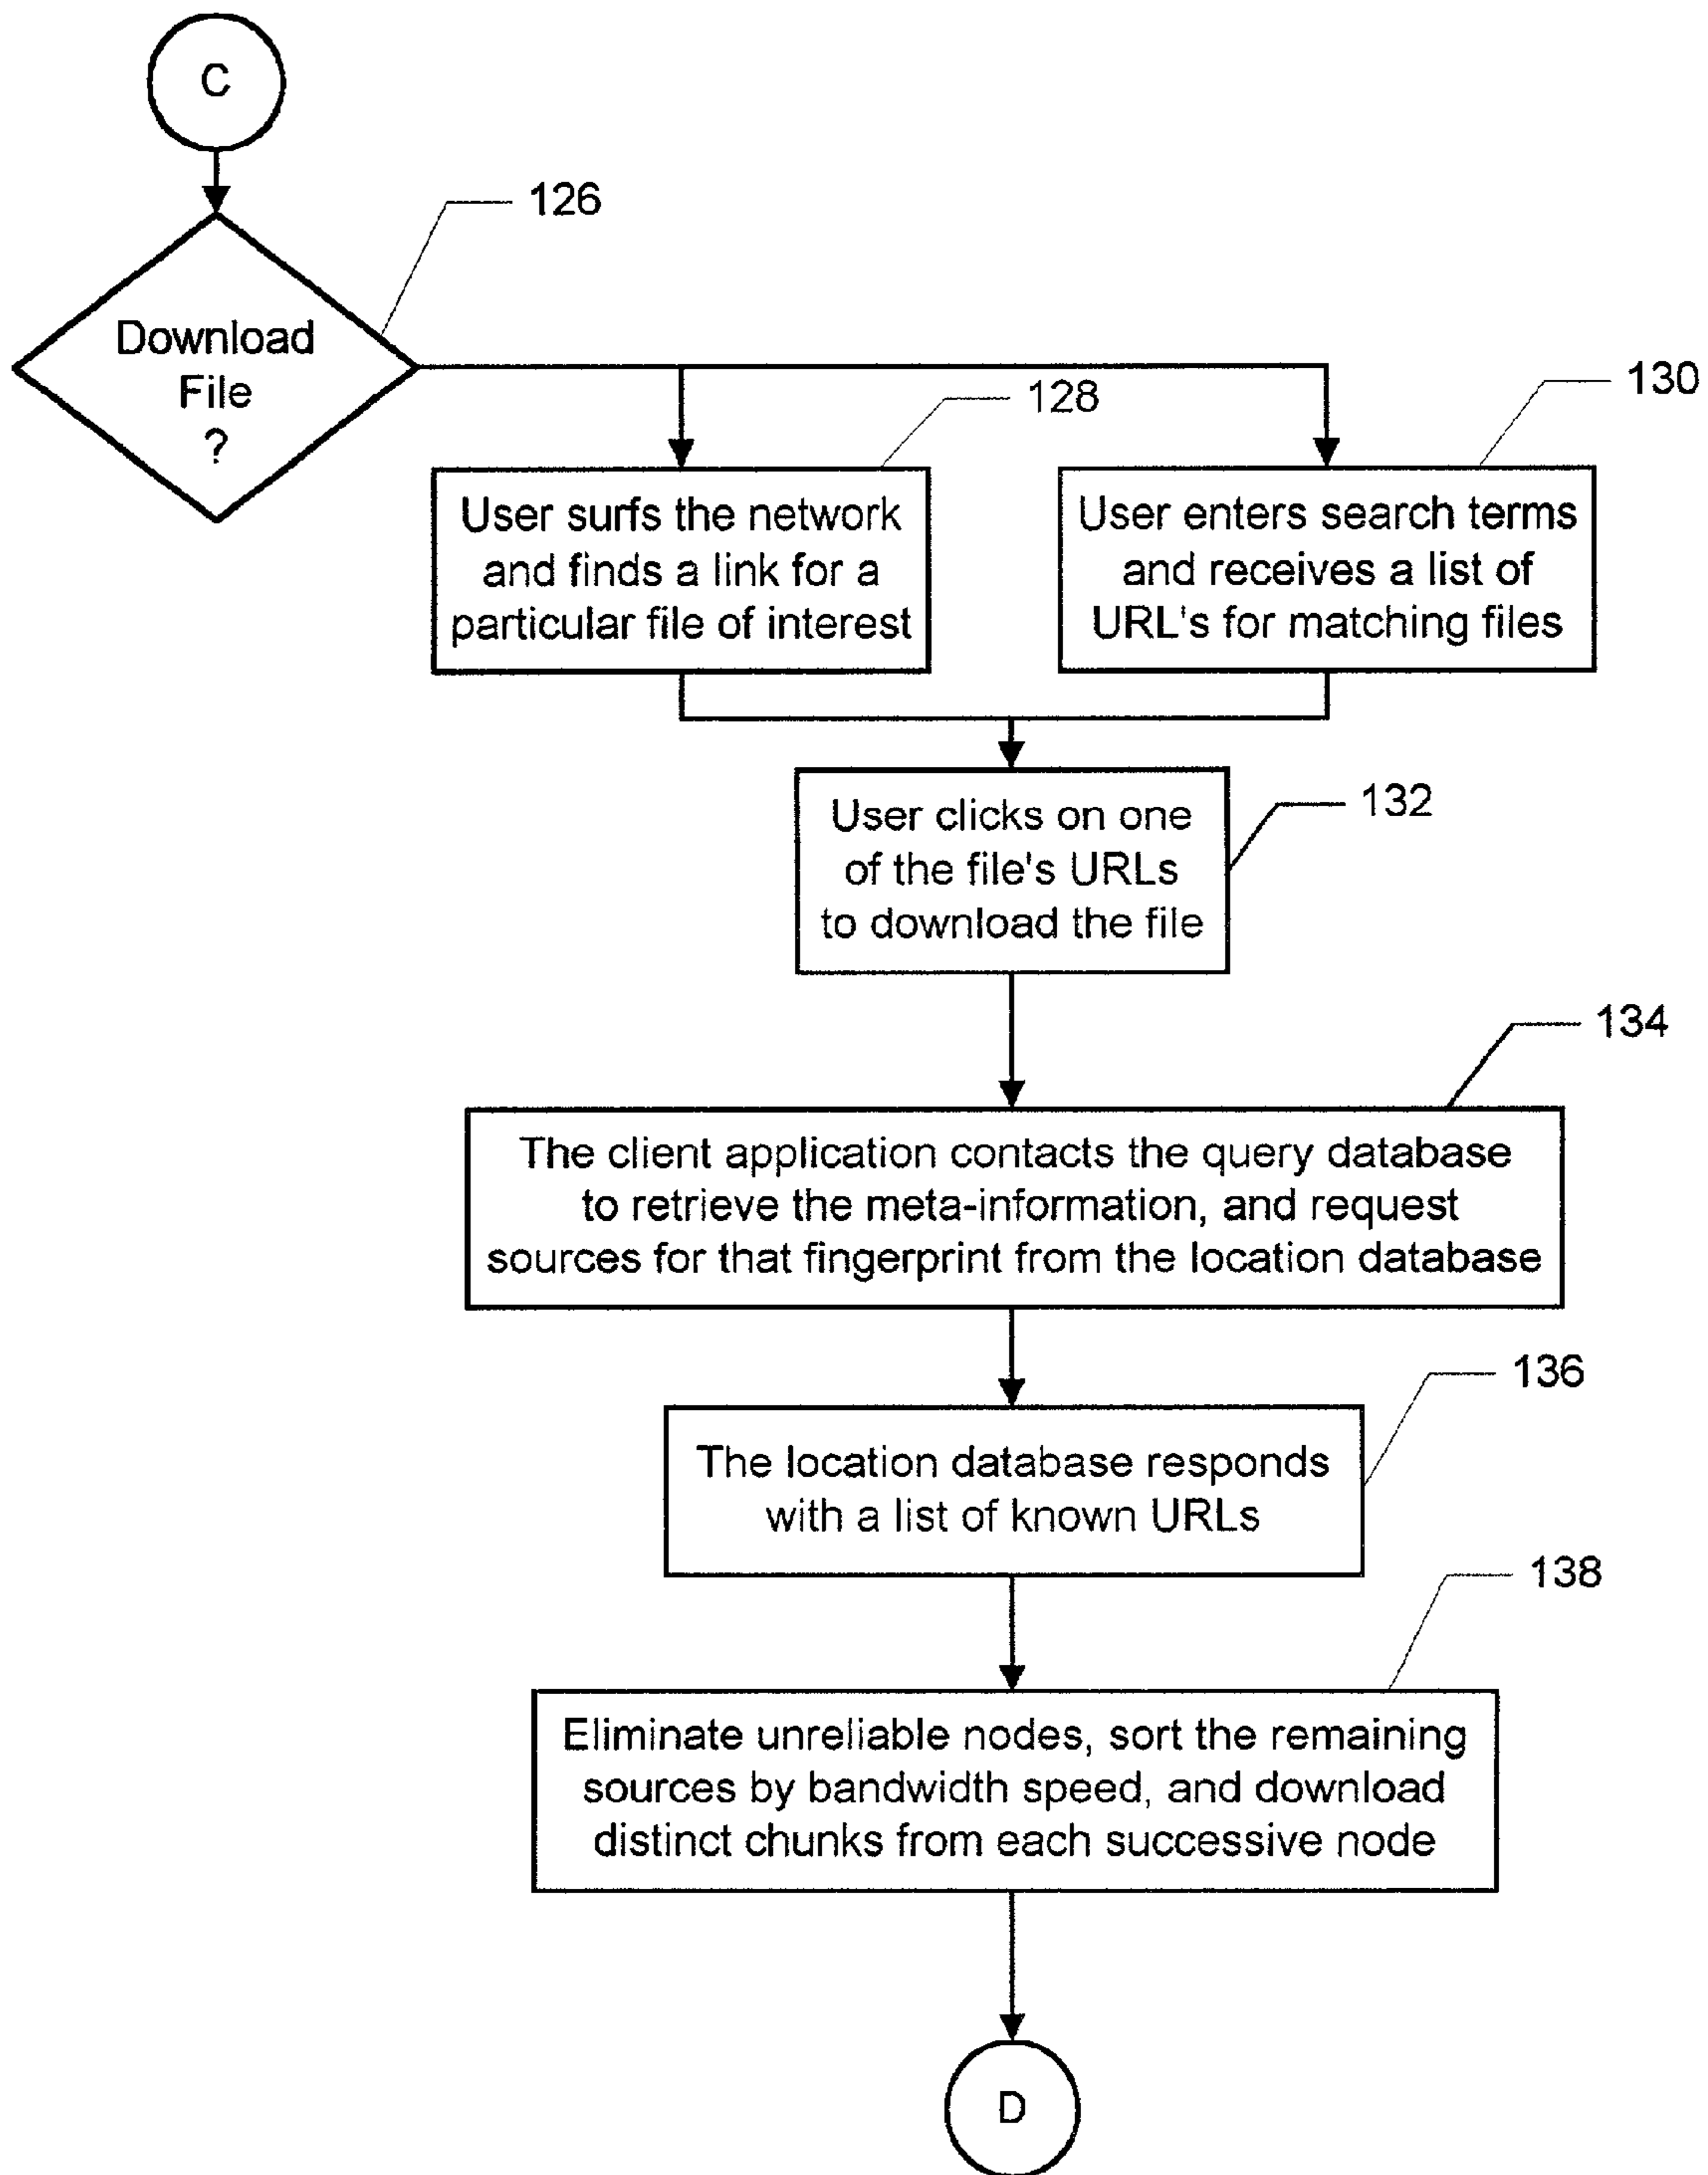 C
126
Download
File
?
128
130
User surfs the network
and finds a link for a
particular file of interest
User enters search terms
and receives a list of
URL's for matching files
132
User clicks on one
of the file's URLs
to download the file
134
The client application contacts the query database
to retrieve the meta-information, and request
sources for that fingerprint from the location database
136
The location database responds
with a list of known URLs
138
Eliminate unreliable nodes, sort the remaining
sources by bandwidth speed, and download
distinct chunks from each successive node
D